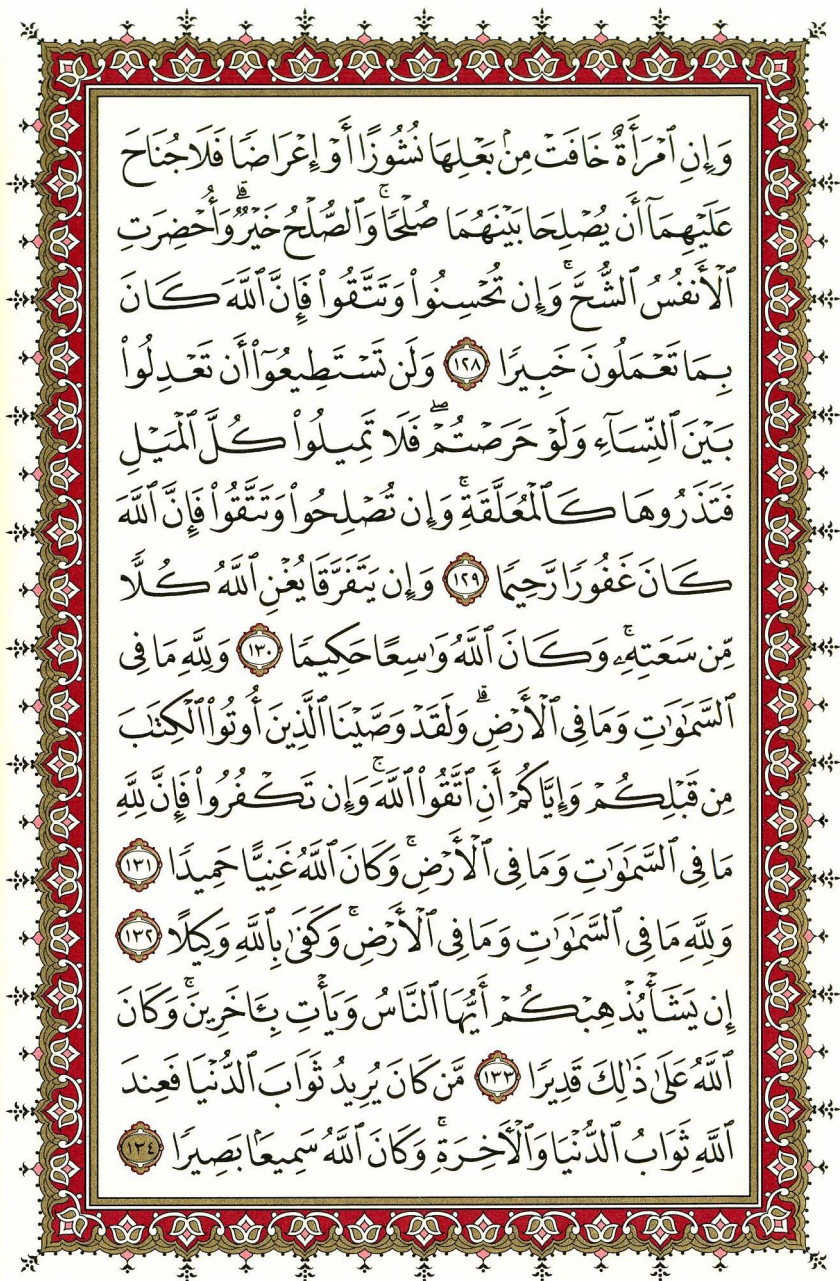 وَإِنِ ٱمۡرَأَةٌ خَافَتۡ مِنۢ بَعۡلِهَا نُشُوزًا أَوۡ إِعۡرَاضٗا فَلَا جُنَاحَ
عَلَيۡهِمَآ أَن يُصۡلِحَا بَيۡنَهُمَا صُلۡحٗاۚ وَٱلصُّلۡحُ خَيۡرٞۗ وَأُحۡضِرَتِ
ٱلۡأَنفُسُ ٱلشُّحَّۚ وَإِن تُحۡسِنُواْ وَتَتَّقُواْ فَإِنَّ ٱللَّهَ كَانَ
بِمَا تَعۡمَلُونَ خَبِيرٗا ١٢٨ وَلَن تَسۡتَطِيعُوٓاْ أَن تَعۡدِلُواْ
بَيۡنَ ٱلنِّسَآءِ وَلَوۡ حَرَصۡتُمۡۖ فَلَا تَمِيلُواْ كُلَّ ٱلۡمَيۡلِ
فَتَذَرُوهَا كَٱلۡمُعَلَّقَةِۚ وَإِن تُصۡلِحُواْ وَتَتَّقُواْ فَإِنَّ ٱللَّهَ
كَانَ غَفُورٗا رَّحِيمٗا ١٢٩ وَإِن يَتَفَرَّقَا يُغۡنِ ٱللَّهُ كُلّٗا
مِّن سَعَتِهِۦۚ وَكَانَ ٱللَّهُ وَٰسِعًا حَكِيمٗا ١٣٠ وَلِلَّهِ مَا فِي
ٱلسَّمَٰوَٰتِ وَمَا فِي ٱلۡأَرۡضِۗ وَلَقَدۡ وَصَّيۡنَا ٱلَّذِينَ أُوتُواْ ٱلۡكِتَٰبَ
مِن قَبۡلِكُمۡ وَإِيَّاكُمۡ أَنِ ٱتَّقُواْ ٱللَّهَۚ وَإِن تَكۡفُرُواْ فَإِنَّ لِلَّهِ
مَا فِي ٱلسَّمَٰوَٰتِ وَمَا فِي ٱلۡأَرۡضِۚ وَكَانَ ٱللَّهُ غَنِيًّا حَمِيدٗا ١٣١
وَلِلَّهِ مَا فِي ٱلسَّمَٰوَٰتِ وَمَا فِي ٱلۡأَرۡضِۚ وَكَفَىٰ بِٱللَّهِ وَكِيلًا ١٣٢
إِن يَشَأۡ يُذۡهِبۡكُمۡ أَيُّهَا ٱلنَّاسُ وَيَأۡتِ بِـَٔاخَرِينَۚ وَكَانَ
ٱللَّهُ عَلَىٰ ذَٰلِكَ قَدِيرٗا ١٣٣ مَّن كَانَ يُرِيدُ ثَوَابَ ٱلدُّنۡيَا فَعِندَ
ٱللَّهِ ثَوَابُ ٱلدُّنۡيَا وَٱلۡأٓخِرَةِۚ وَكَانَ ٱللَّهُ سَمِيعَۢا بَصِيرٗا ١٣٤